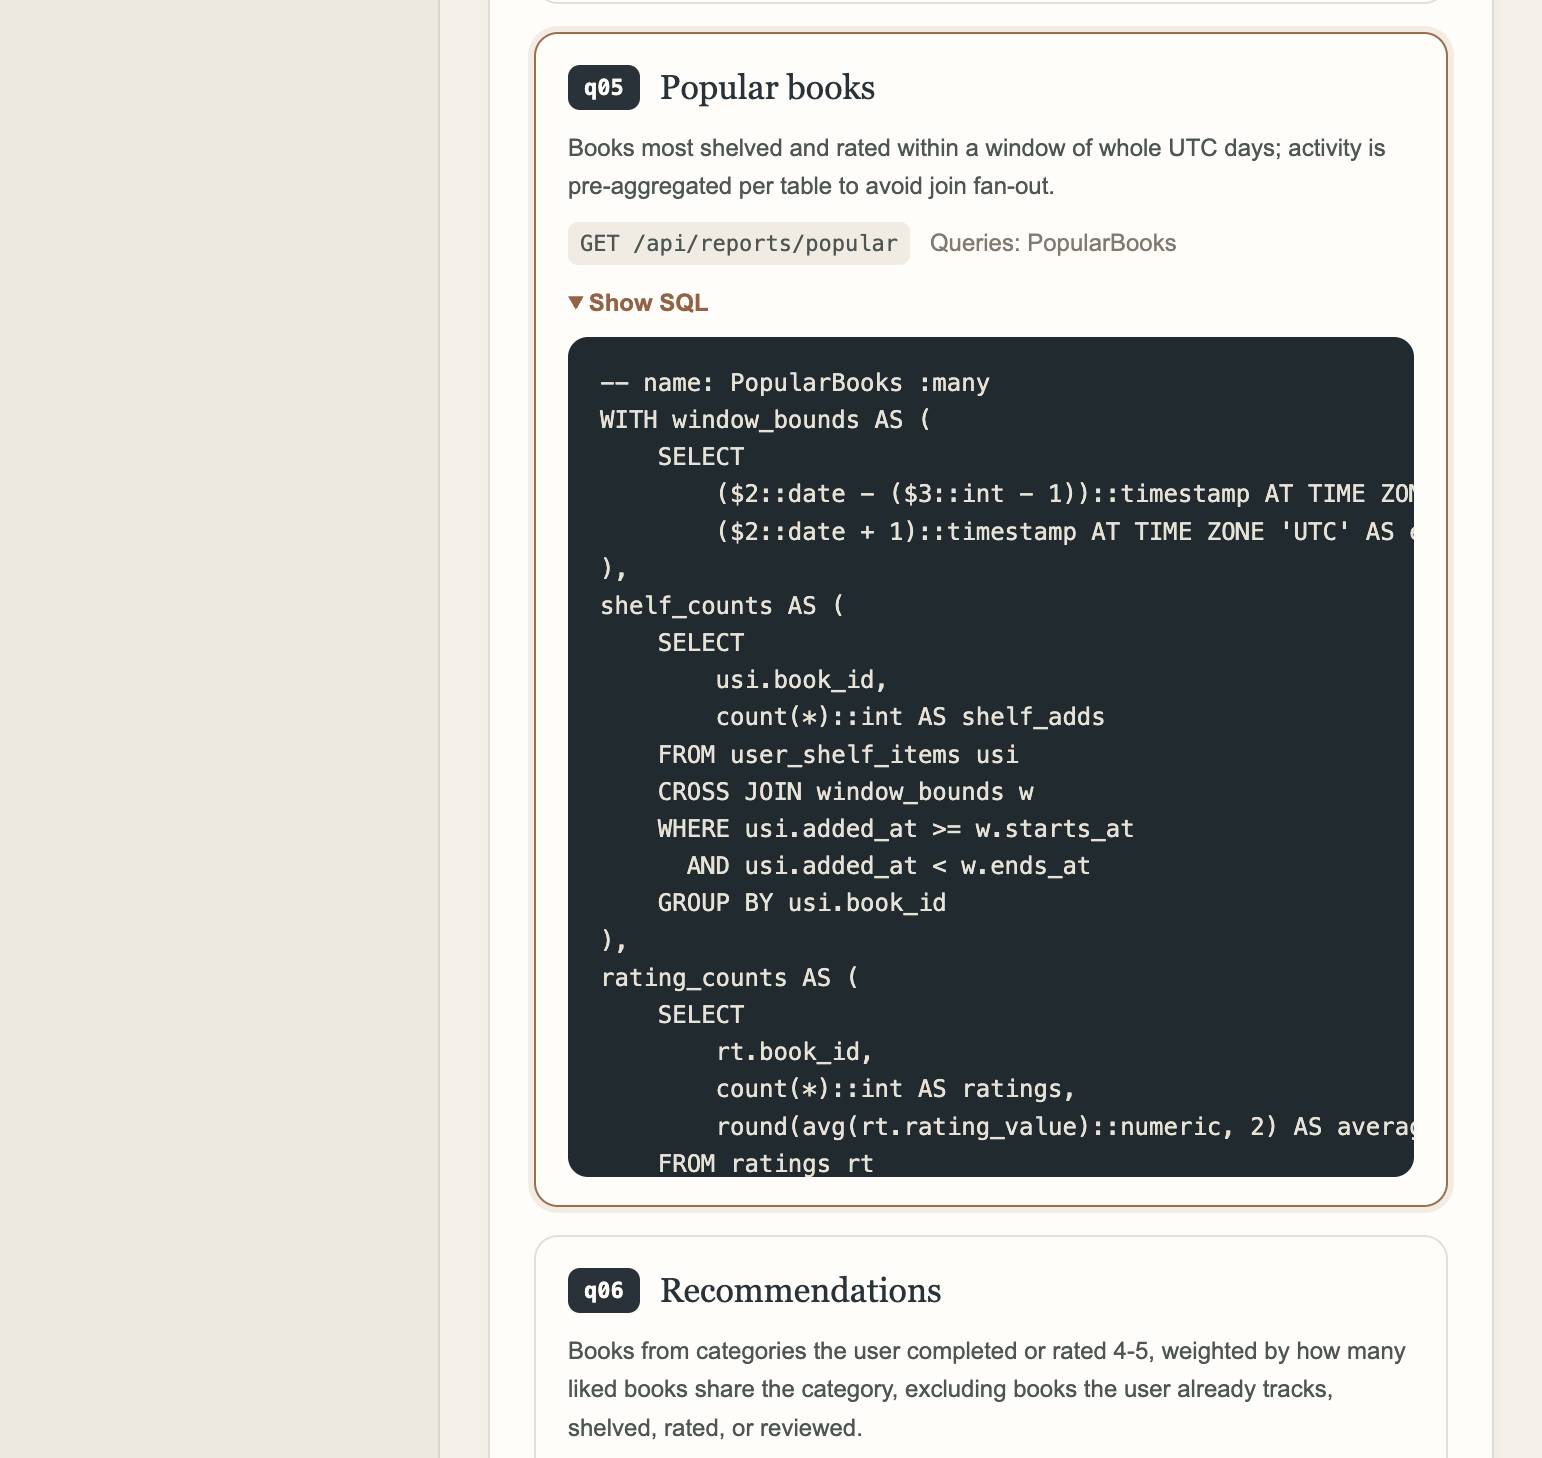 q05 Popular books
Books most shelved and rated within a window of whole UTC days; activity is
pre-aggregated per table to avoid join fan-out.
GET /api/reports/popular Queries: PopularBooks
▼ Show SQL
-- name: PopularBooks :many
WITH window_bounds AS (
    SELECT
        ($2::date - ($3::int - 1))::timestamp AT TIME
        ($2::date + 1)::timestamp AT TIME ZONE 'UTC' AS
),
shelf_counts AS (
    SELECT
        usi.book_id,
        count(*)::int AS shelf_adds
    FROM user_shelf_items usi
    CROSS JOIN window_bounds w
    WHERE usi.added_at >= w.starts_at
      AND usi.added_at < w.ends_at
    GROUP BY usi.book_id
),
rating_counts AS (
    SELECT
        rt.book_id,
        count(*)::int AS ratings,
        round(avg(rt.rating_value)::numeric, 2) AS
    FROM ratings rt
q06 Recommendations
Books from categories the user completed or rated 4-5, weighted by how many
liked books share the category, excluding books the user already tracks,
shelved, rated, or reviewed.